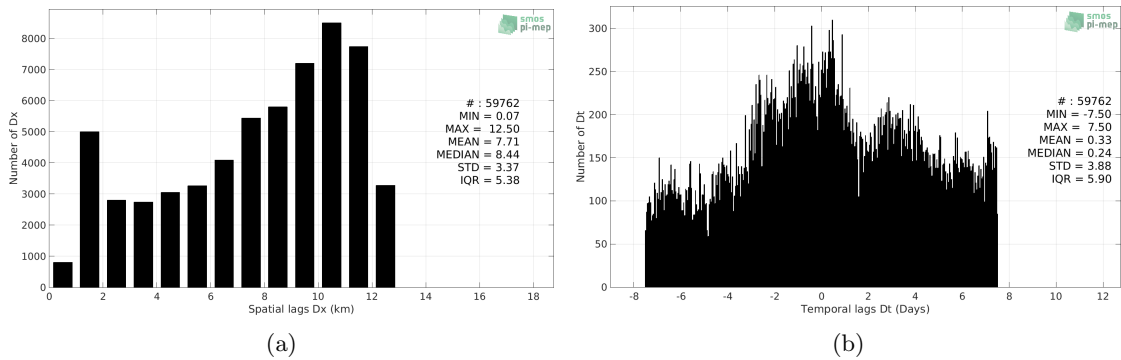 smos
pi-mep
8000
7000
6000
5000
4000
3000
2000
1000
0
Number of Dx
# : 59762
MIN = 0.07
MAX = 12.50
MEAN = 7.71
MEDIAN = 8.44
STD = 3.37
IQR = 5.38
0 2 4 6 8 10 12 14 16 18
Spatial lags Dx (km)
(a)
smos
pi-mep
300
250
200
150
100
50
0
Number of Dt
# : 59762
MIN = -7.50
MAX = 7.50
MEAN = 0.33
MEDIAN = 0.24
STD = 3.88
IQR = 5.90
-8 -6 -4 -2 0 2 4 6 8 10 12
Temporal lags Dt (Days)
(b)